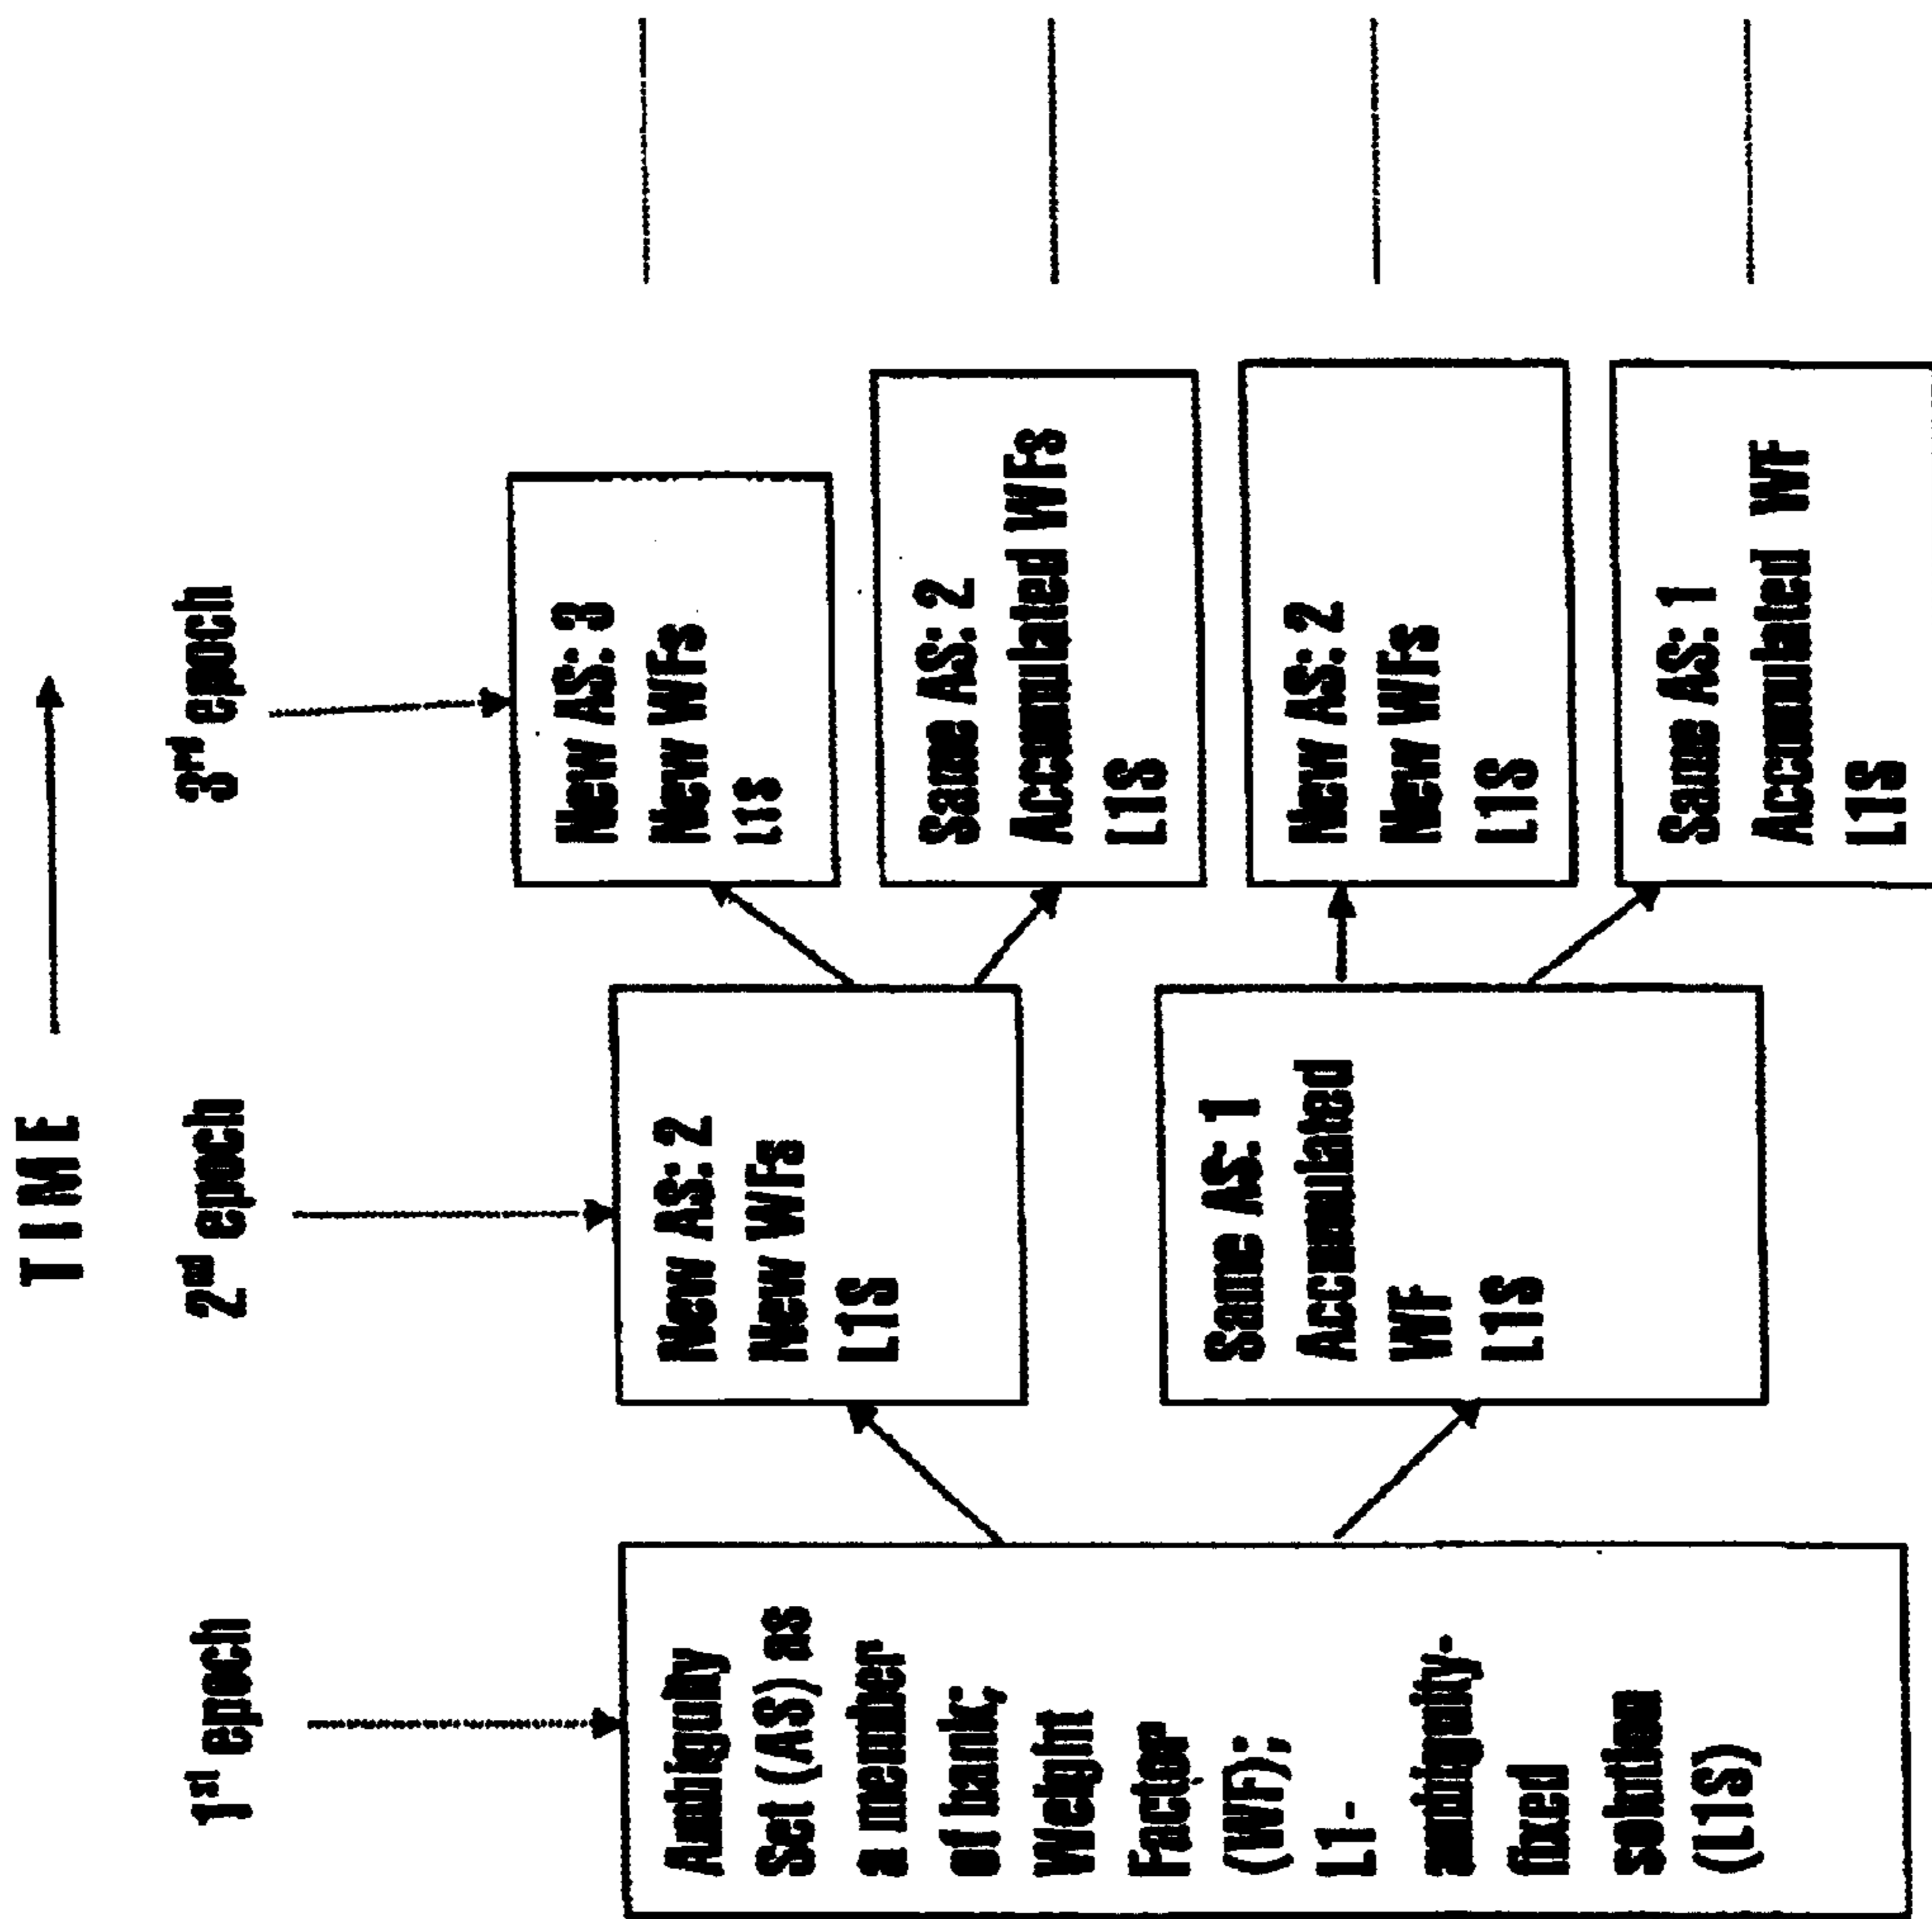 TIME
1st epoch
2nd epoch
3rd epoch
Ambiguity
Set (AS) as
a member
of bank;
Weight
Factor
(WF);
L1-
ambiguity-
fixed
solution
(L1S)
New AS: 2
New WFs
L1S
Same AS: 1
Accumulated
WF
L1S
New AS: 3
New WFs
L1S
Same AS: 2
Accumulated WFs
L1S
New AS: 2
New WFs
L1S
Same AS: 1
Accumulated WF
L1S